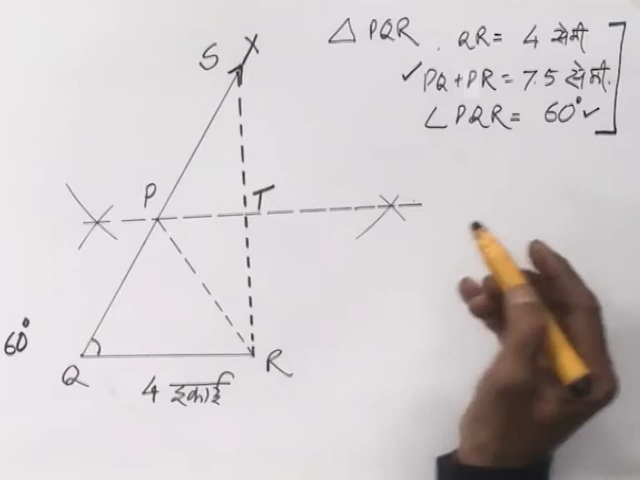 △ PQR, QR = 4 सेमी
✓PQ+PR = 7.5 सेमी.
∠PQR = 60°✓
S X
P T
60°
Q R
4 इकाई